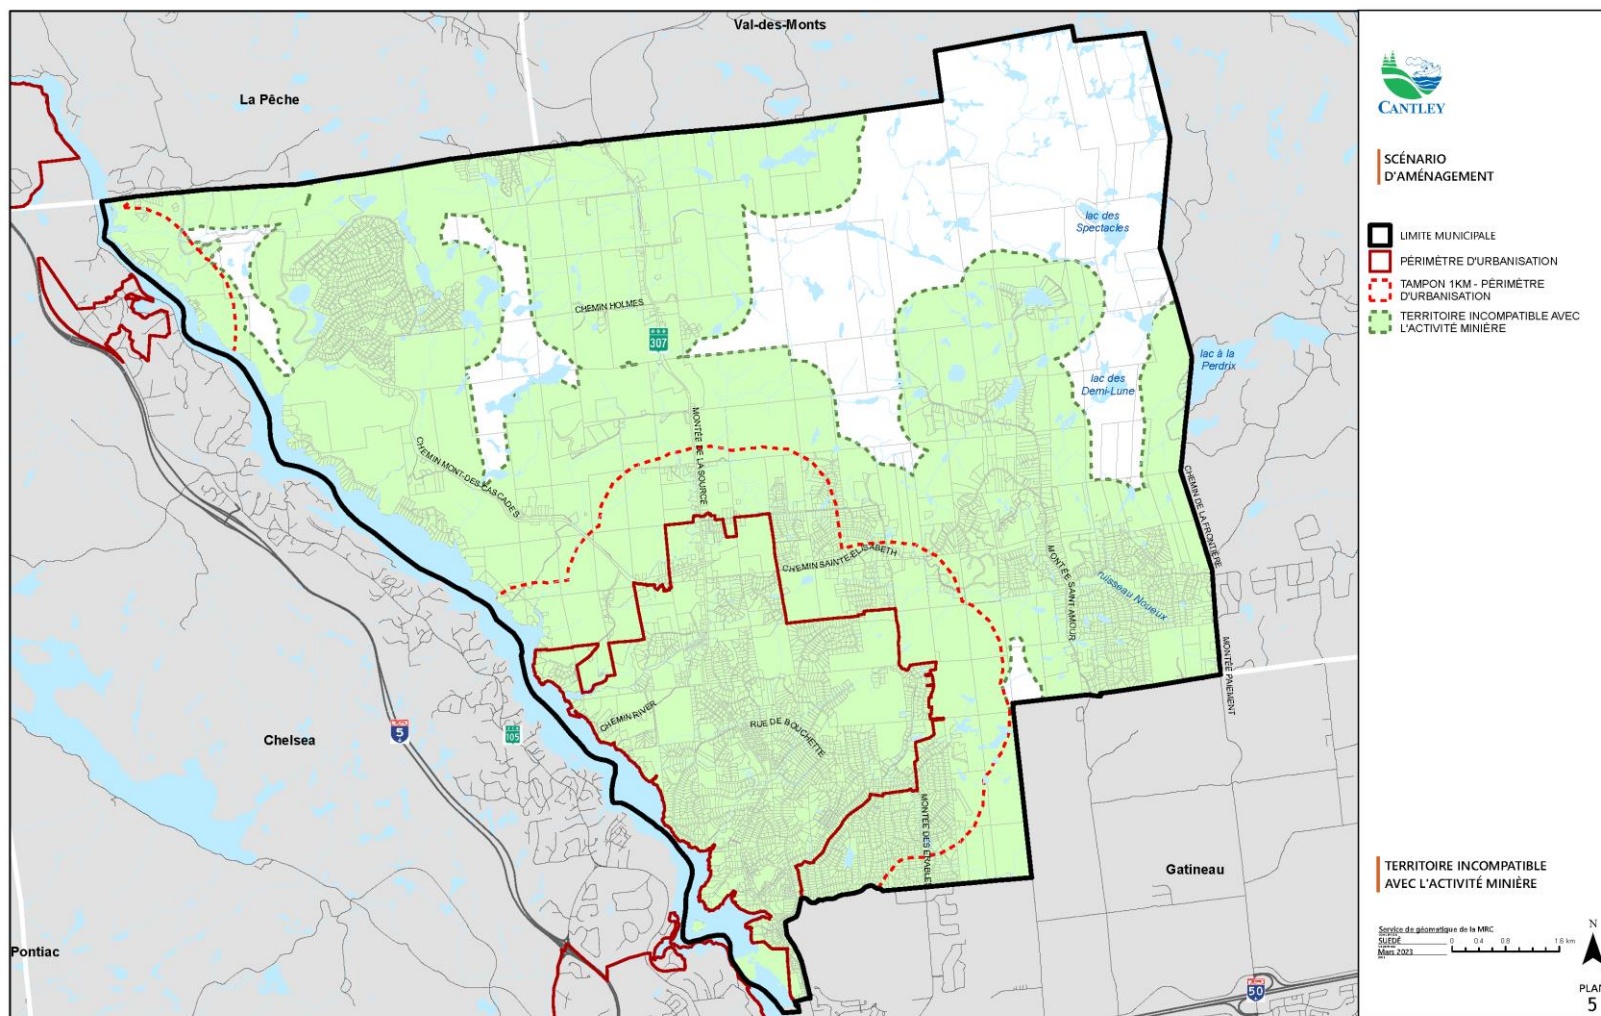 Val-des-Monts
La Pêche
lac des
Spectacles
CHEMIN HOLMES
307
lac à la
Perdrix
lac des
Demi-Lune
MONTÉE DE LA SOURCE
CHEMIN MONT-DES-CASCADES
CHEMIN DE LA FRONTIÈRE
CHEMIN SAINTE-ÉLISABETH
MONTÉE SAINT AMOUR
ruisseau Noueux
MONTÉE PAIEMENT
CHEMIN RIVER
RUE DE BOUCHETTE
Chelsea
5
105
MONTÉE DES ÉRABLE
Gatineau
Pontiac
50
CANTLEY
SCÉNARIO
D'AMÉNAGEMENT
LIMITE MUNICIPALE
PÉRIMÈTRE D'URBANISATION
TAMPON 1KM - PÉRIMÈTRE
D'URBANISATION
TERRITOIRE INCOMPATIBLE AVEC
L'ACTIVITÉ MINIÈRE
TERRITOIRE INCOMPATIBLE
AVEC L'ACTIVITÉ MINIÈRE
Service de géomatique de la MRC
SUEDÉ
Mars 2023
0 0.4 0.8 1.6 km
N
PLAN
5